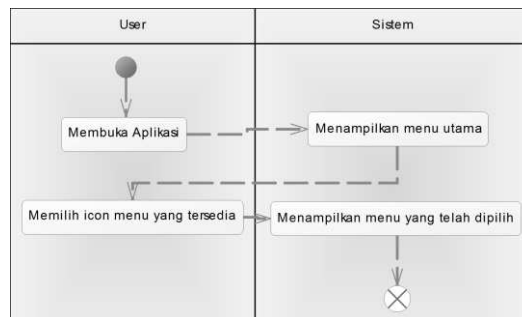 User
Sistem
Membuka Aplikasi
Menampilkan menu utama
Memilih icon menu yang tersedia
Menampilkan menu yang telah dipilih